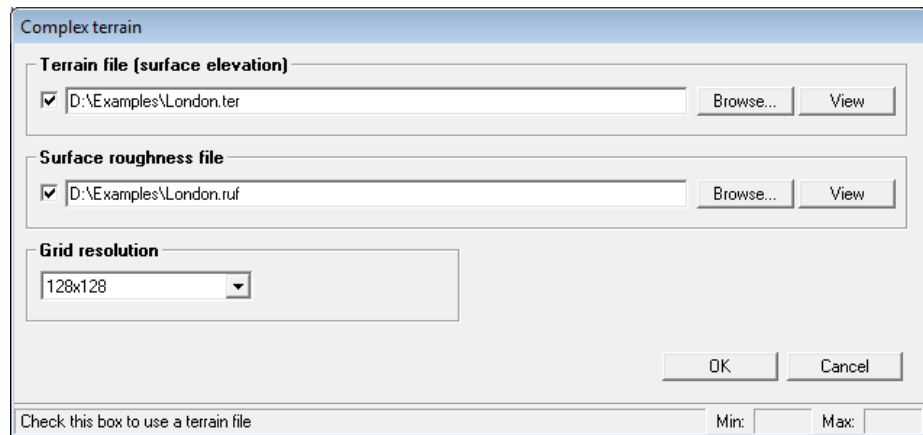 Complex terrain
Terrain file (surface elevation)
D:\Examples\London.ter Browse... View
Surface roughness file
D:\Examples\London.ruf Browse... View
Grid resolution
128x128
OK Cancel
Check this box to use a terrain file Min: Max: